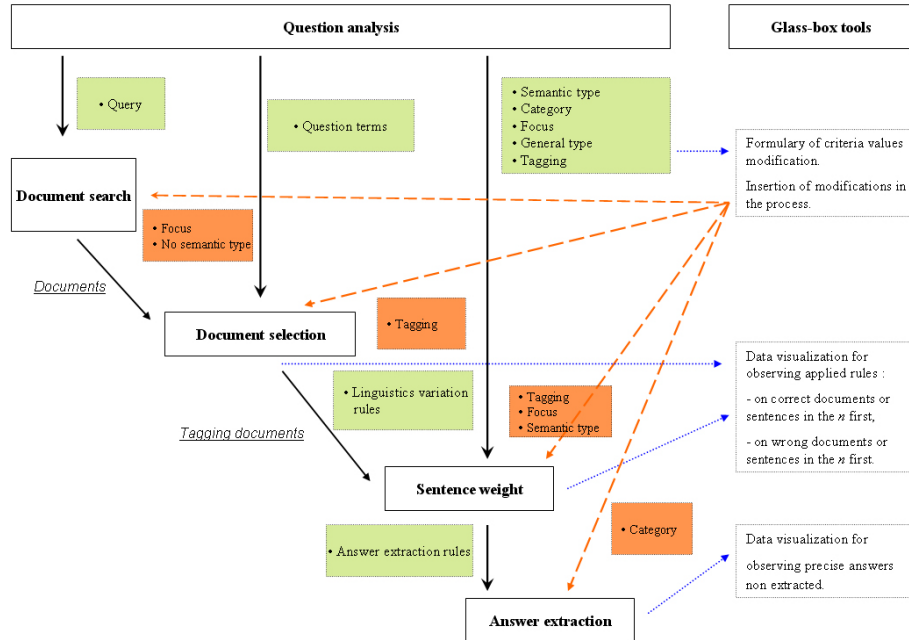 Question analysis
Glass-box tools
• Query
• Question terms
• Semantic type
• Category
• Focus
• General type
• Tagging
Formulary of criteria values
modification.
Insertion of modifications in
the process.
Document search
• Focus
• No semantic type
Documents
Document selection
• Tagging
• Linguistics variation
rules
Tagging documents
• Tagging
• Focus
• Semantic type
Data visualization for
observing applied rules :
- on correct documents or
sentences in the n first,
- on wrong documents or
sentences in the n first.
Sentence weight
• Answer extraction rules
• Category
Data visualization for
observing precise answers
non extracted.
Answer extraction